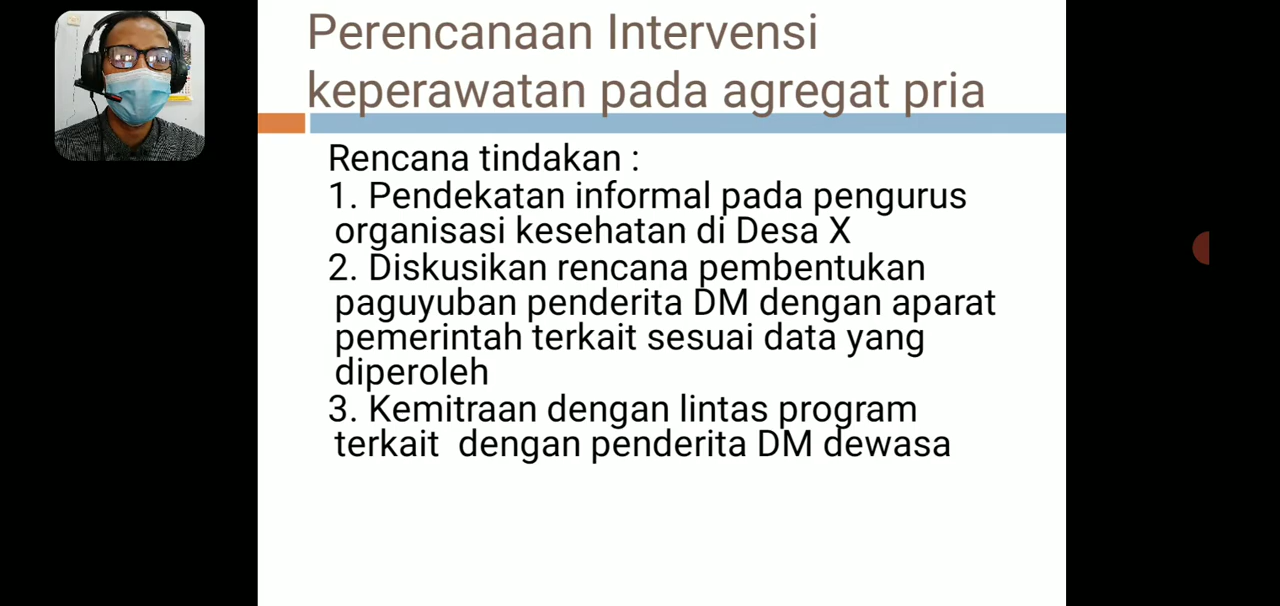 Perencanaan Intervensi
keperawatan pada agregat pria
Rencana tindakan :
1. Pendekatan informal pada pengurus
organisasi kesehatan di Desa X
2. Diskusikan rencana pembentukan
paguyuban penderita DM dengan aparat
pemerintah terkait sesuai data yang
diperoleh
3. Kemitraan dengan lintas program
terkait  dengan penderita DM dewasa